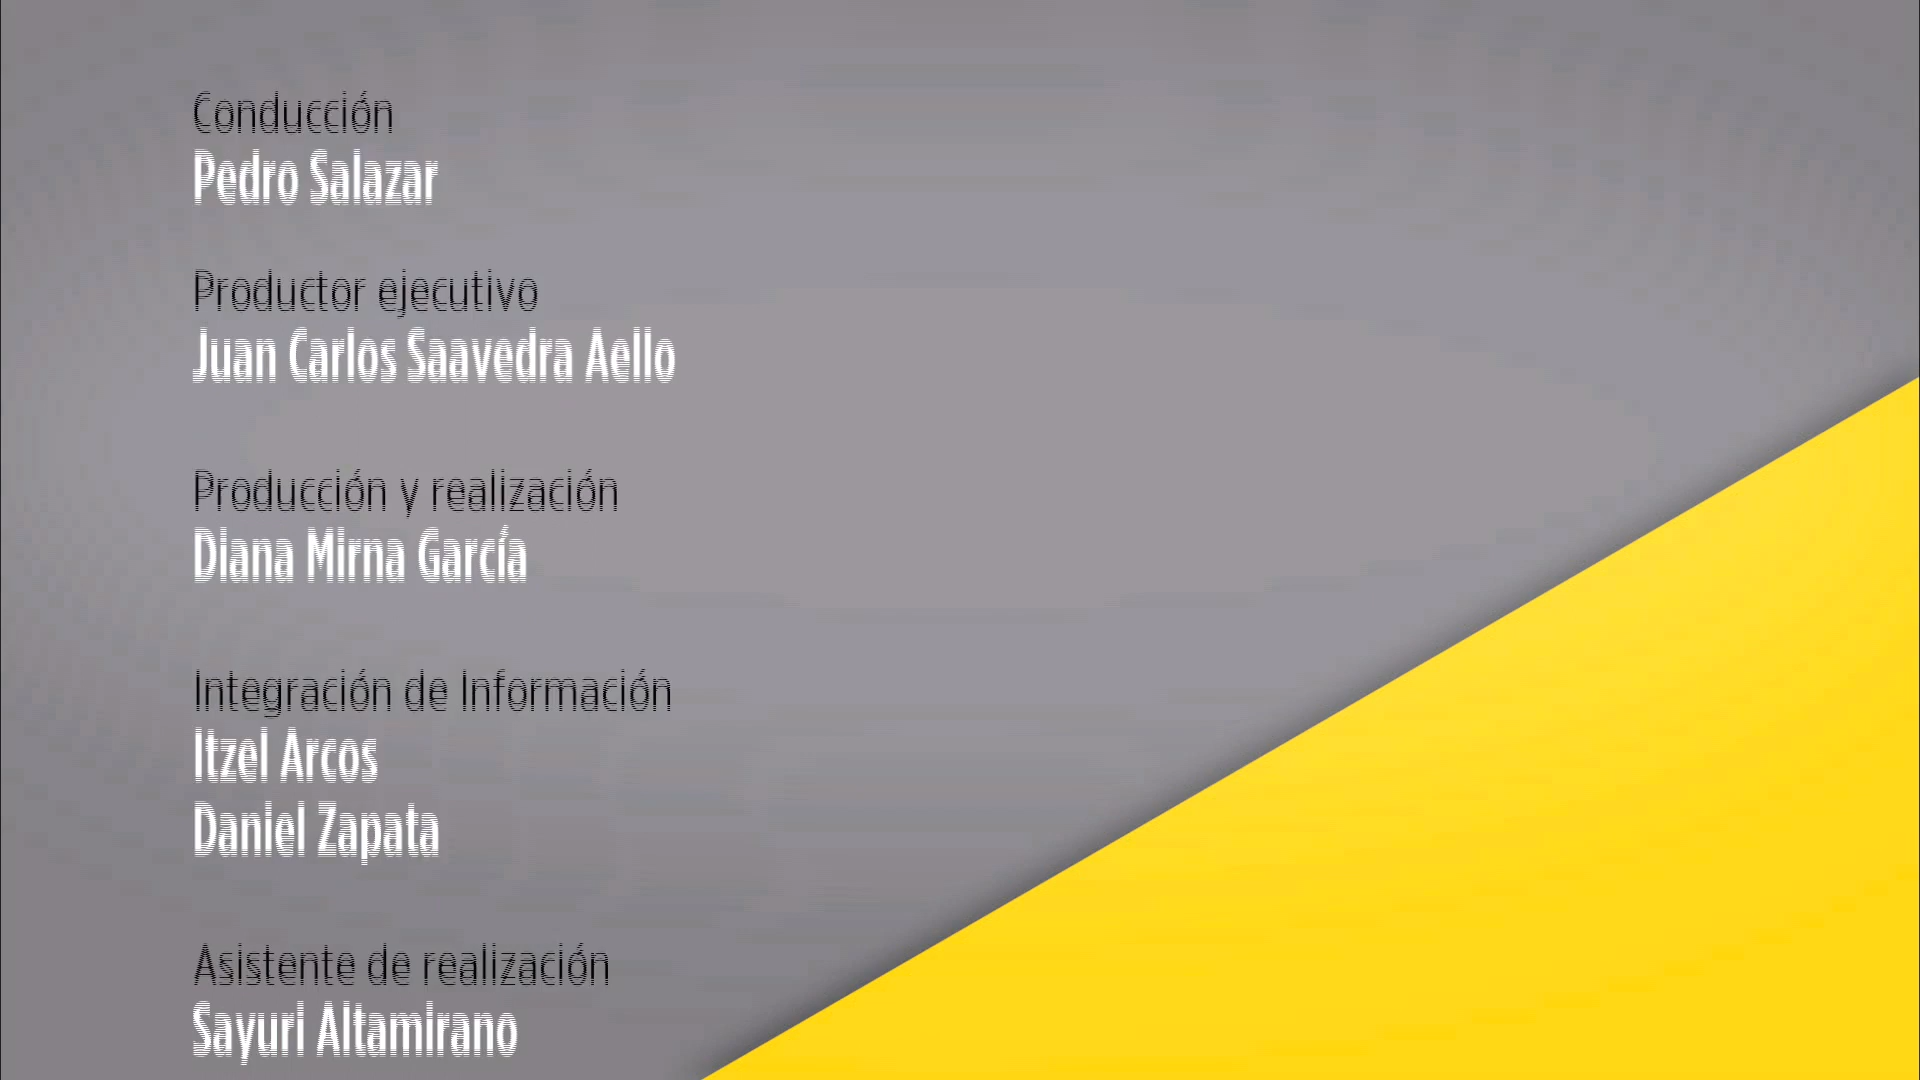 Conducción
Pedro Salazar
Productor ejecutivo
Juan Carlos Saavedra Aello
Producción y realización
Diana Mirna García
Integración de Información
Itzel Arcos
Daniel Zapata
Asistente de realización
Sayuri Altamirano